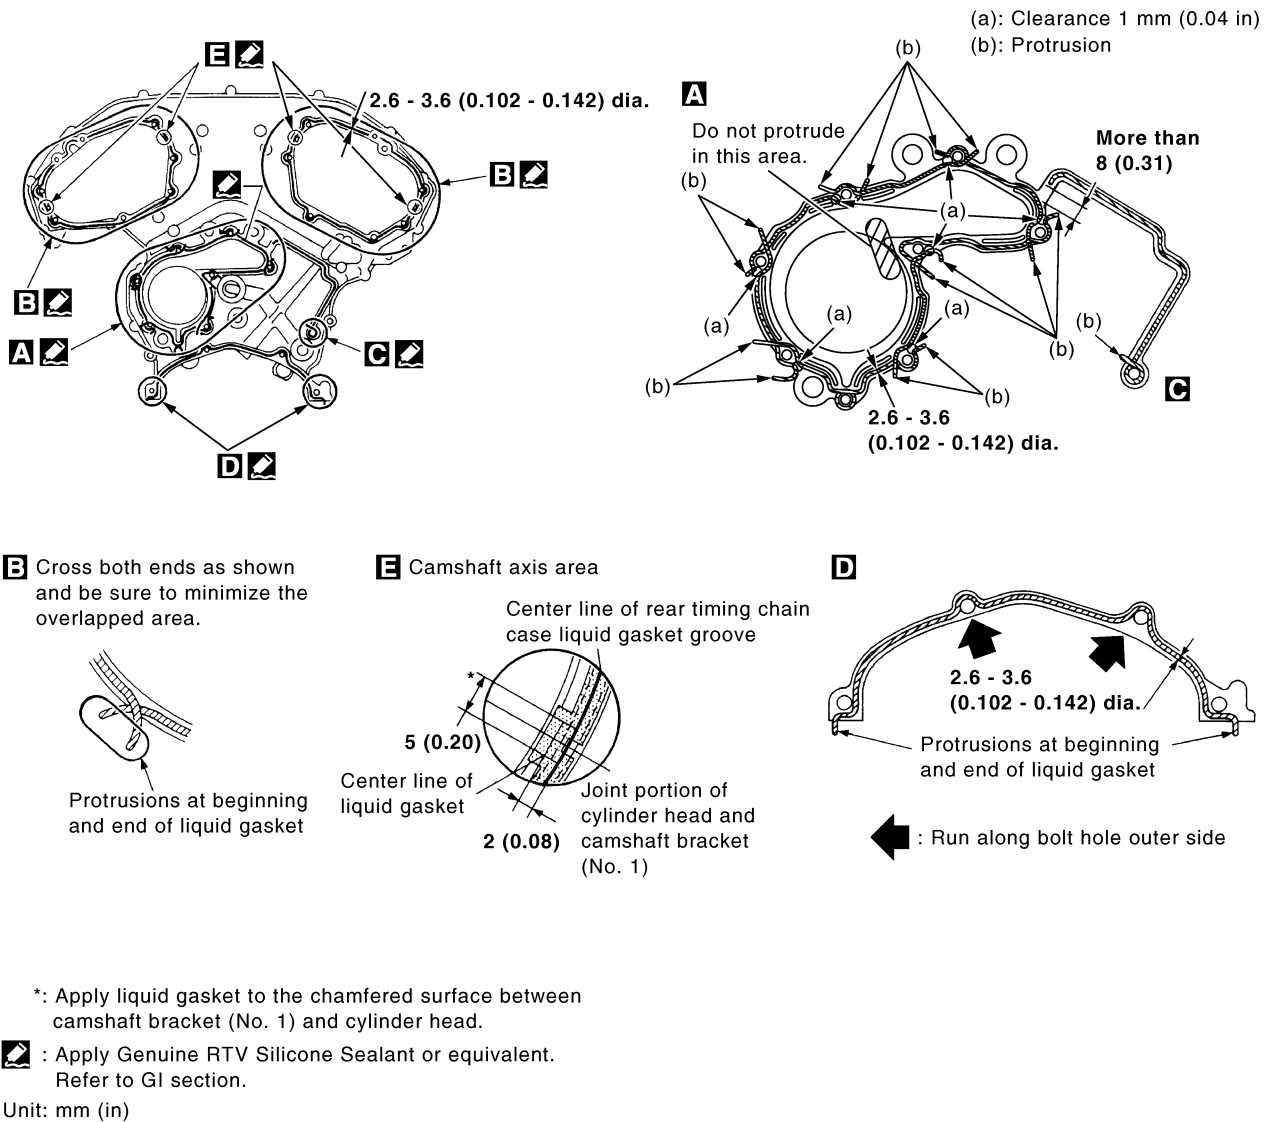 (a): Clearance 1 mm (0.04 in)
(b): Protrusion
E
2.6 - 3.6 (0.102 - 0.142) dia.
B
B
A
C
D
A
(b)
Do not protrude
in this area.
(b)
More than
8 (0.31)
(a)
(a)
(a)
(a)
(b)
(b)
(b)
(b)
C
2.6 - 3.6
(0.102 - 0.142) dia.
B Cross both ends as shown
and be sure to minimize the
overlapped area.
Protrusions at beginning
and end of liquid gasket
E Camshaft axis area
Center line of rear timing chain
case liquid gasket groove
*
5 (0.20)
Center line of
liquid gasket
2 (0.08)
Joint portion of
cylinder head and
camshaft bracket
(No. 1)
D
2.6 - 3.6
(0.102 - 0.142) dia.
Protrusions at beginning
and end of liquid gasket
: Run along bolt hole outer side
*: Apply liquid gasket to the chamfered surface between
camshaft bracket (No. 1) and cylinder head.
: Apply Genuine RTV Silicone Sealant or equivalent.
Refer to GI section.
Unit: mm (in)